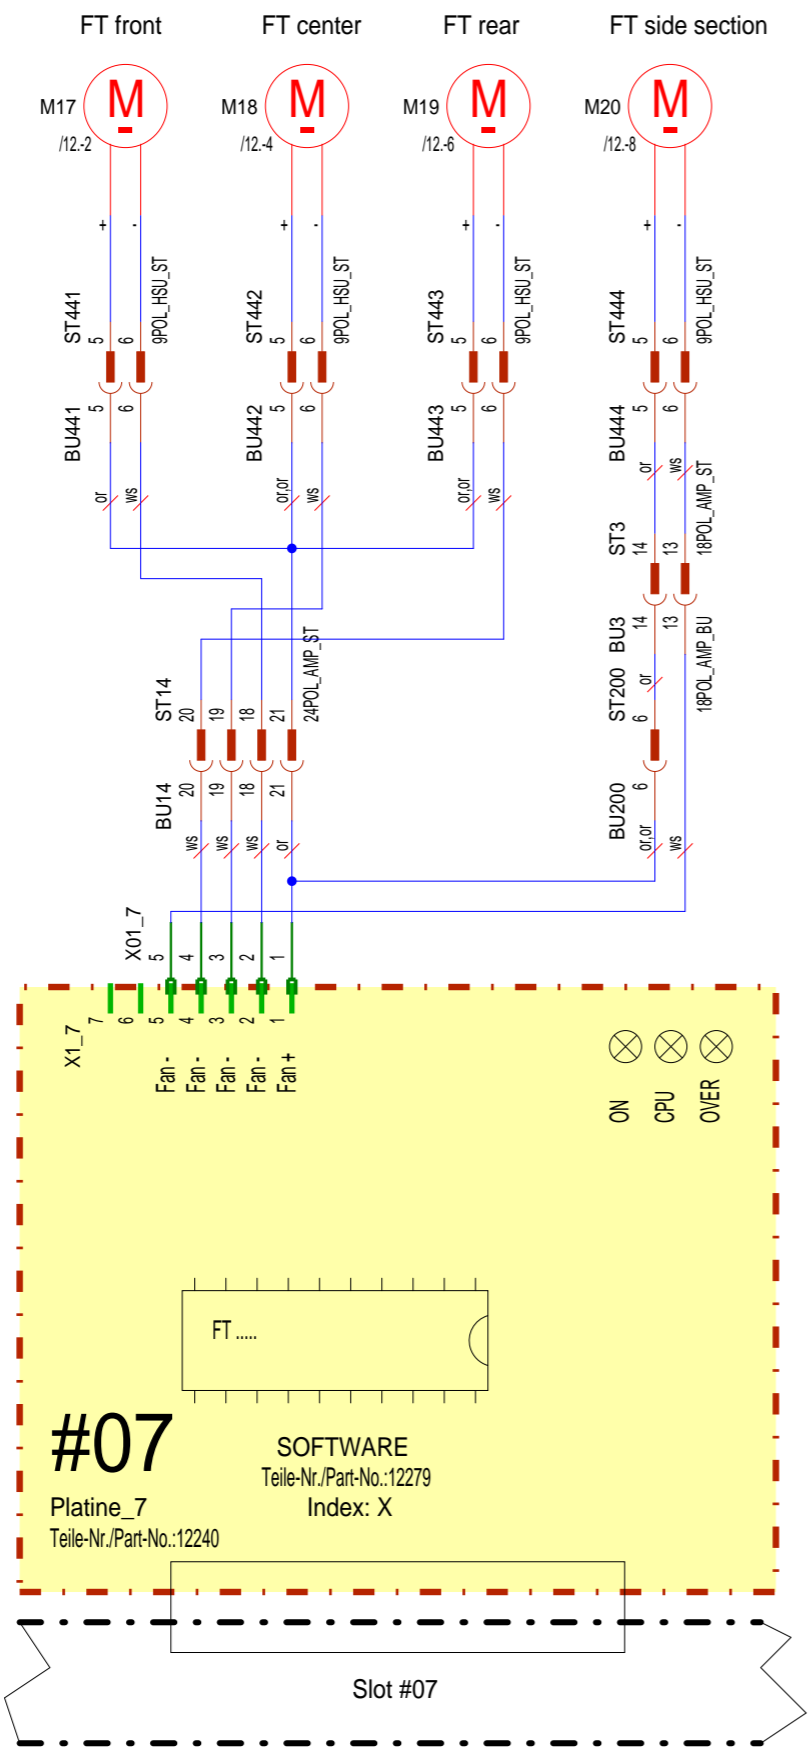 FT front
FT center
FT rear
FT side section
M17
M
M18
M
M19
M
M20
M
/12.-2
/12.-4
/12.-6
/12.-8
+
-
+
-
+
-
+
-
ST441
5
6
9POL_HSU_ST
ST442
5
6
9POL_HSU_ST
ST443
5
6
9POL_HSU_ST
ST444
5
6
9POL_HSU_ST
BU441
5
6
BU442
5
6
BU443
5
6
BU444
5
6
or
ws
or,or
ws
or,or
ws
or
ws
18POL_AMP_ST
ST3
14
13
BU3
14
13
18POL_AMP_BU
or
ST200
6
BU200
6
or,or
ws
ST14
20
19
18
21
24POL_AMP_ST
BU14
20
19
18
21
ws
ws
ws
or
X01_7
5
4
3
2
1
X1_7
7
6
5
4
3
2
1
Fan -
Fan -
Fan -
Fan -
Fan +
ON
CPU
OVER
FT .....
#07
SOFTWARE
Teile-Nr./Part-No.:12279
Index: X
Platine_7
Teile-Nr./Part-No.:12240
Slot #07